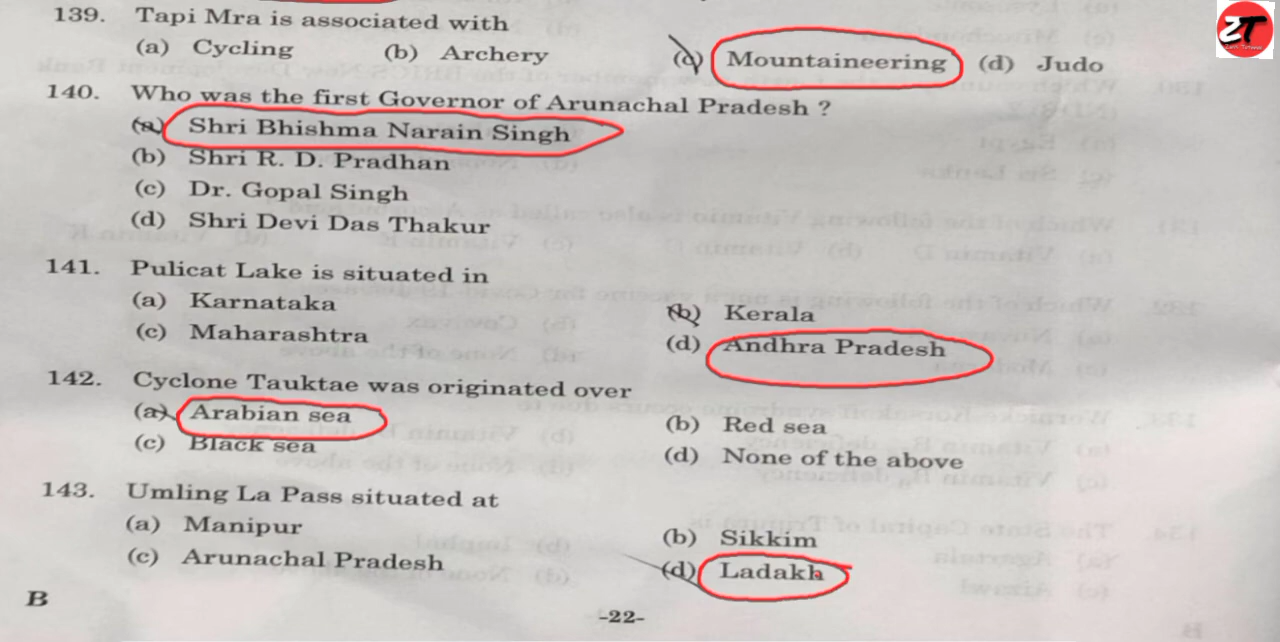 ZT
139. Tapi Mra is associated with
(a) Cycling (b) Archery (c) Mountaineering (d) Judo
140. Who was the first Governor of Arunachal Pradesh ?
(a) Shri Bhishma Narain Singh
(b) Shri R. D. Pradhan
(c) Dr. Gopal Singh
(d) Shri Devi Das Thakur
141. Pulicat Lake is situated in
(a) Karnataka (b) Kerala
(c) Maharashtra (d) Andhra Pradesh
142. Cyclone Tauktae was originated over
(a) Arabian sea (b) Red sea
(c) Black sea (d) None of the above
143. Umling La Pass situated at
(a) Manipur (b) Sikkim
(c) Arunachal Pradesh (d) Ladakh
B -22-